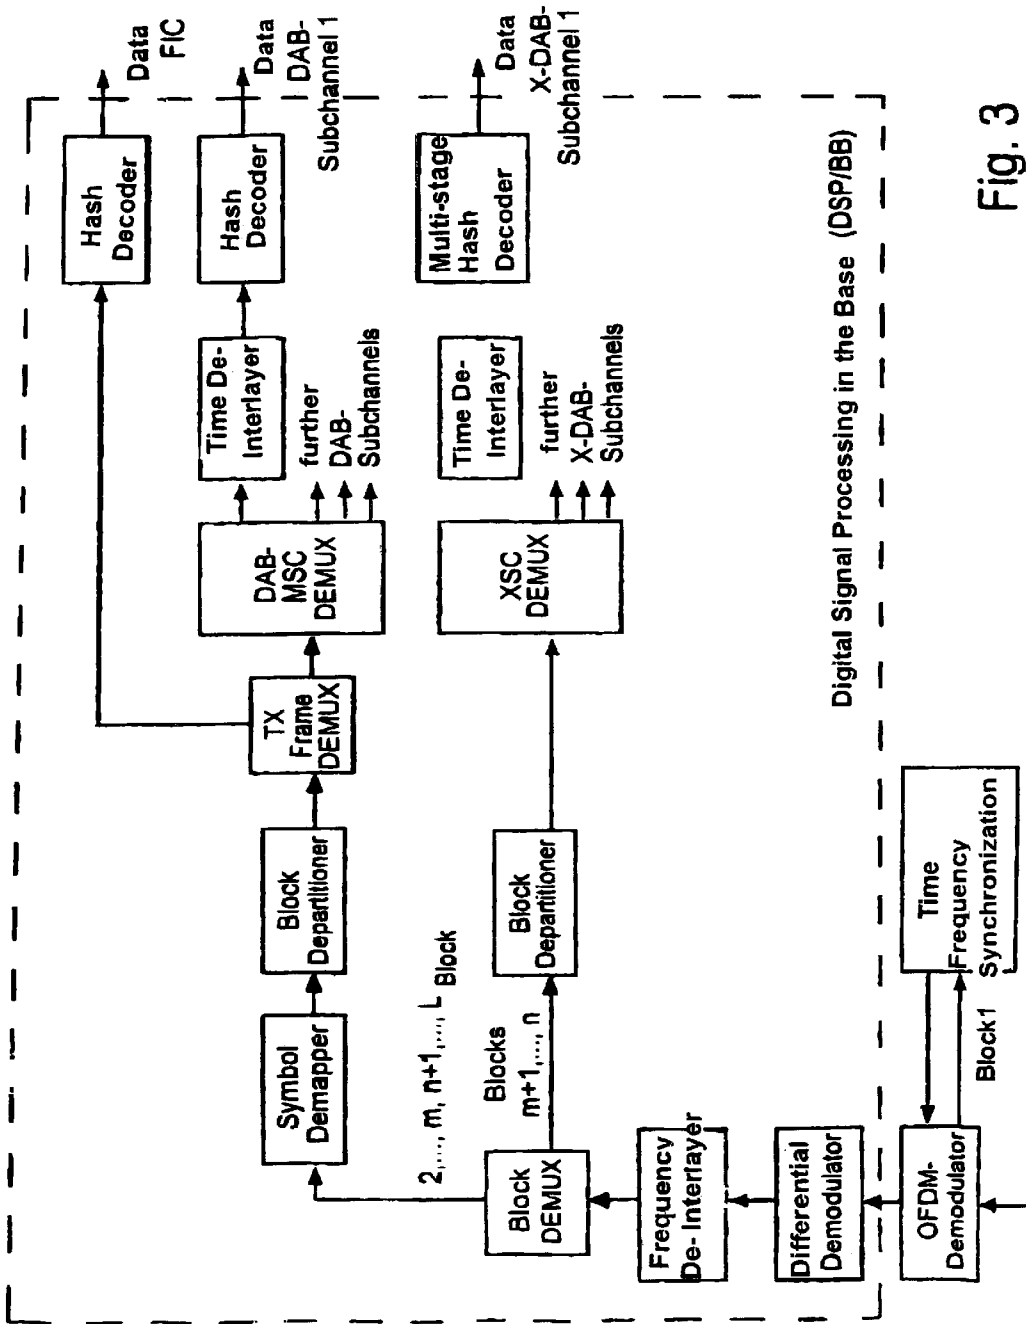 Data
FIC
Hash
Decoder
Data
DAB-
Subchannel 1
Hash
Decoder
Time De-
Interlayer
further
DAB-
Subchannels
DAB-
MSC
DEMUX
TX
Frame
DEMUX
Block
Departitioner
Symbol
Demapper
2,..., m, n+1,..., L
Block
Data
X-DAB-
Subchannel 1
Multi-stage
Hash
Decoder
Time De-
Interlayer
further
X-DAB-
Subchannels
XSC
DEMUX
Block
Departitioner
Blocks
m+1,..., n
Block
DEMUX
Frequency
De- Interlayer
Differential
Demodulator
Digital Signal Processing in the Base (DSP/BB)
OFDM-
Demodulator
Block1
Time
Frequency
Synchronization
Fig. 3